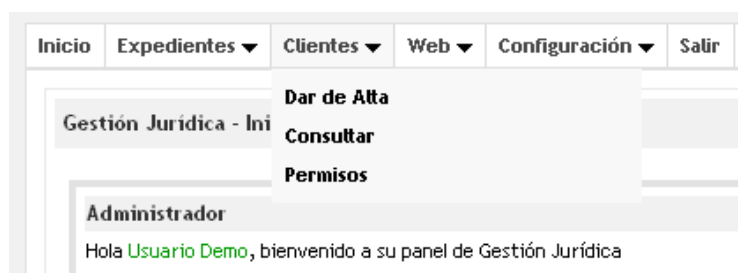 Inicio Expedientes Clientes Web Configuración Salir
Dar de Alta
Gestión Jurídica - Ini
Consultar
Permisos
Administrador
Hola Usuario Demo, bienvenido a su panel de Gestión Jurídica